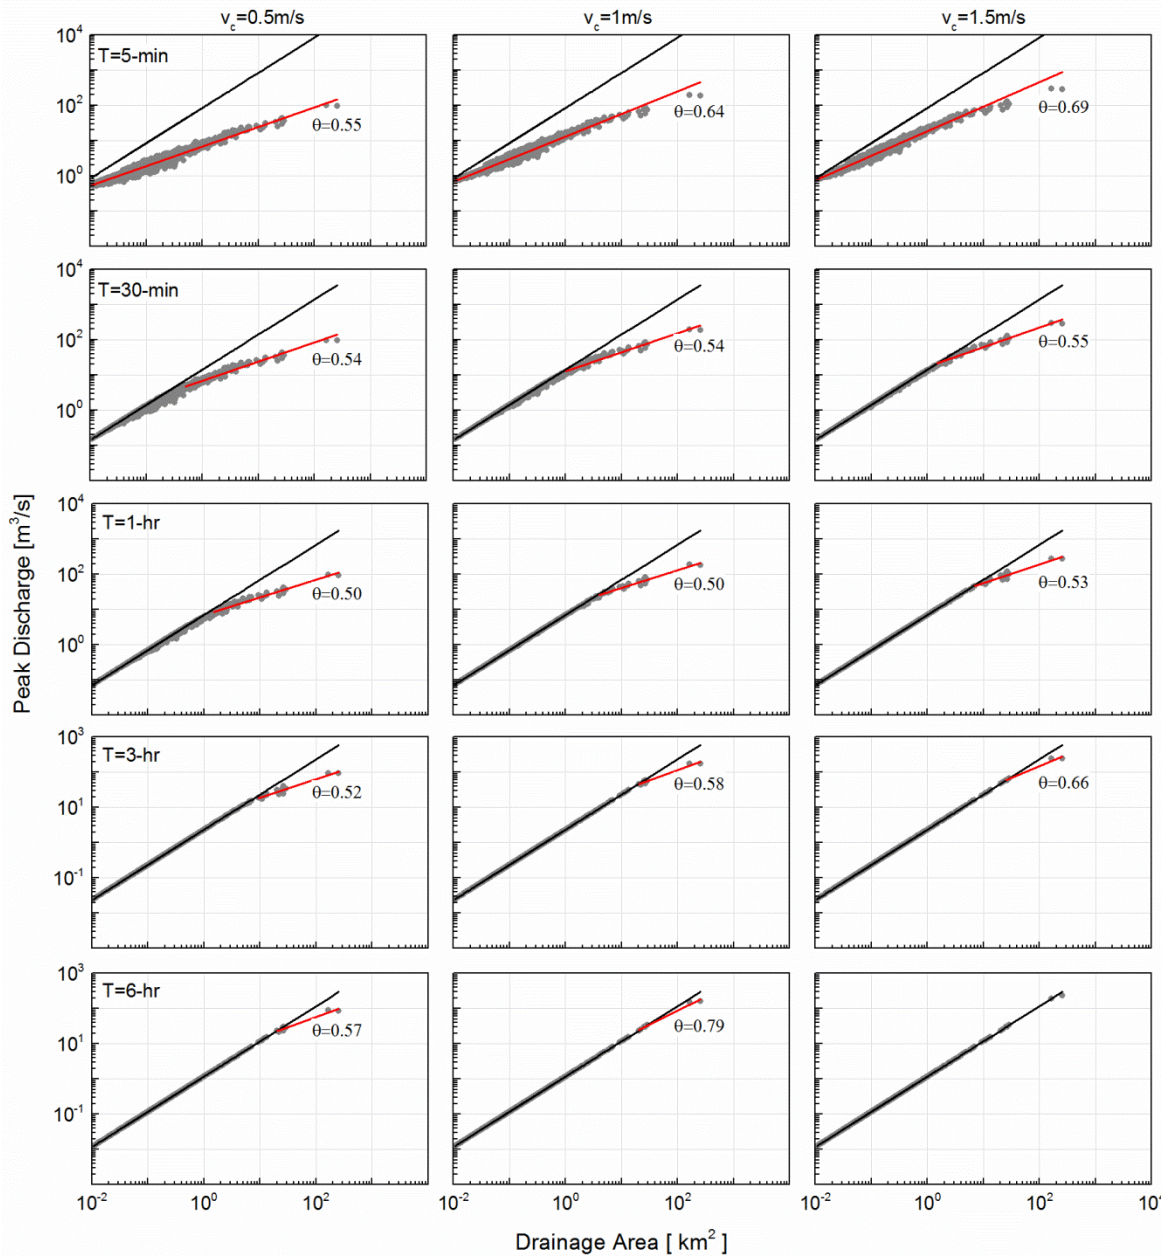 v_c=0.5m/s v_c=1m/s v_c=1.5m/s
10^4
T=5-min
10^2
θ=0.55 θ=0.64 θ=0.69
10^0
10^4
T=30-min
10^2
θ=0.54 θ=0.54 θ=0.55
10^0
10^4
T=1-hr
10^2
θ=0.50 θ=0.50 θ=0.53
10^0
Peak Discharge [m^3/s]
10^3
T=3-hr
10^1
θ=0.52 θ=0.58 θ=0.66
10^-1
10^3
T=6-hr
10^1
θ=0.57 θ=0.79
10^-1
10^-2 10^0 10^2 10^-2 10^0 10^2 10^-2 10^0 10^2 10^4
Drainage Area [ km^2 ]